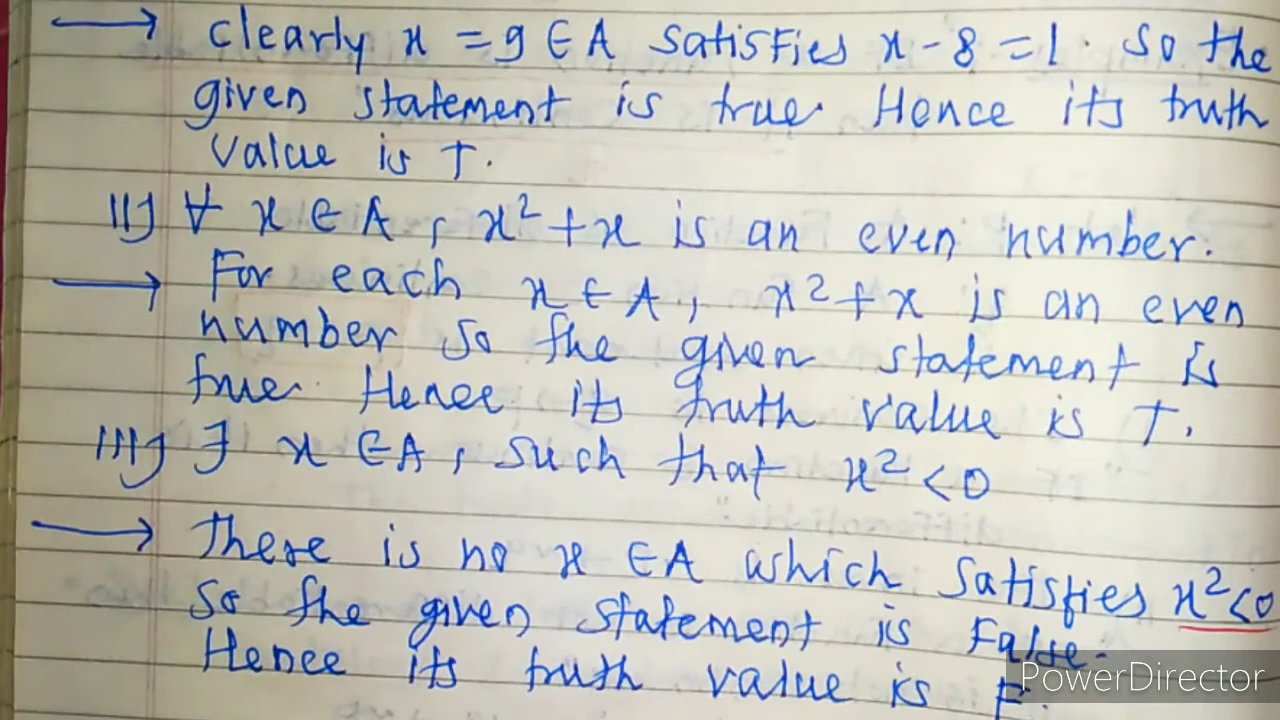 → Clearly x = 9 ∈ A satisfies x - 8 = 1. So the
given statement is true. Hence its truth
value is T.
II] ∀ x ∈ A, x² + x is an even number.
→ For each x ∈ A, x² + x is an even
number so the given statement is
true. Hence its truth value is T.
III] ∃ x ∈ A, such that x² < 0
→ There is no x ∈ A which satisfies x² < 0
So the given statement is False.
Hence its truth value is F.
PowerDirector